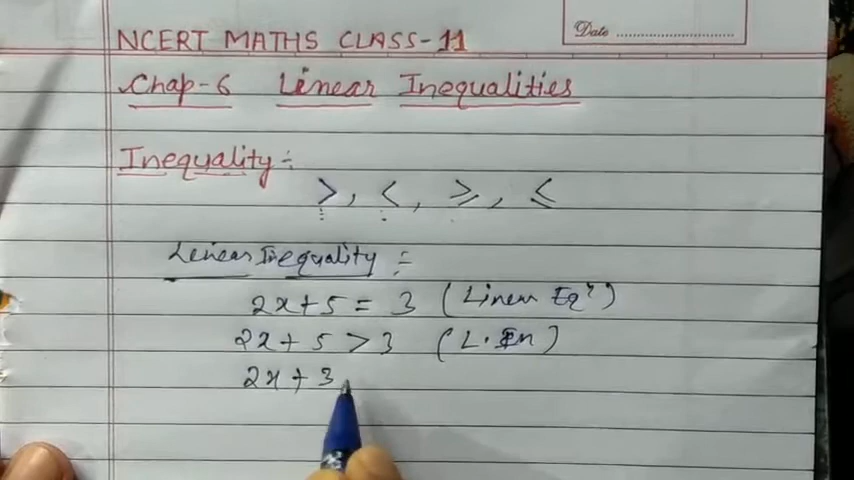 Date ....................
NCERT MATHS CLASS-11
Chap-6 Linear Inequalities
Inequality :-
>, <, ≥, ≤
Linear Inequality :-
2x+5 = 3 (Linear Eqⁿ)
2x+5 > 3 (L.In)
2x+3